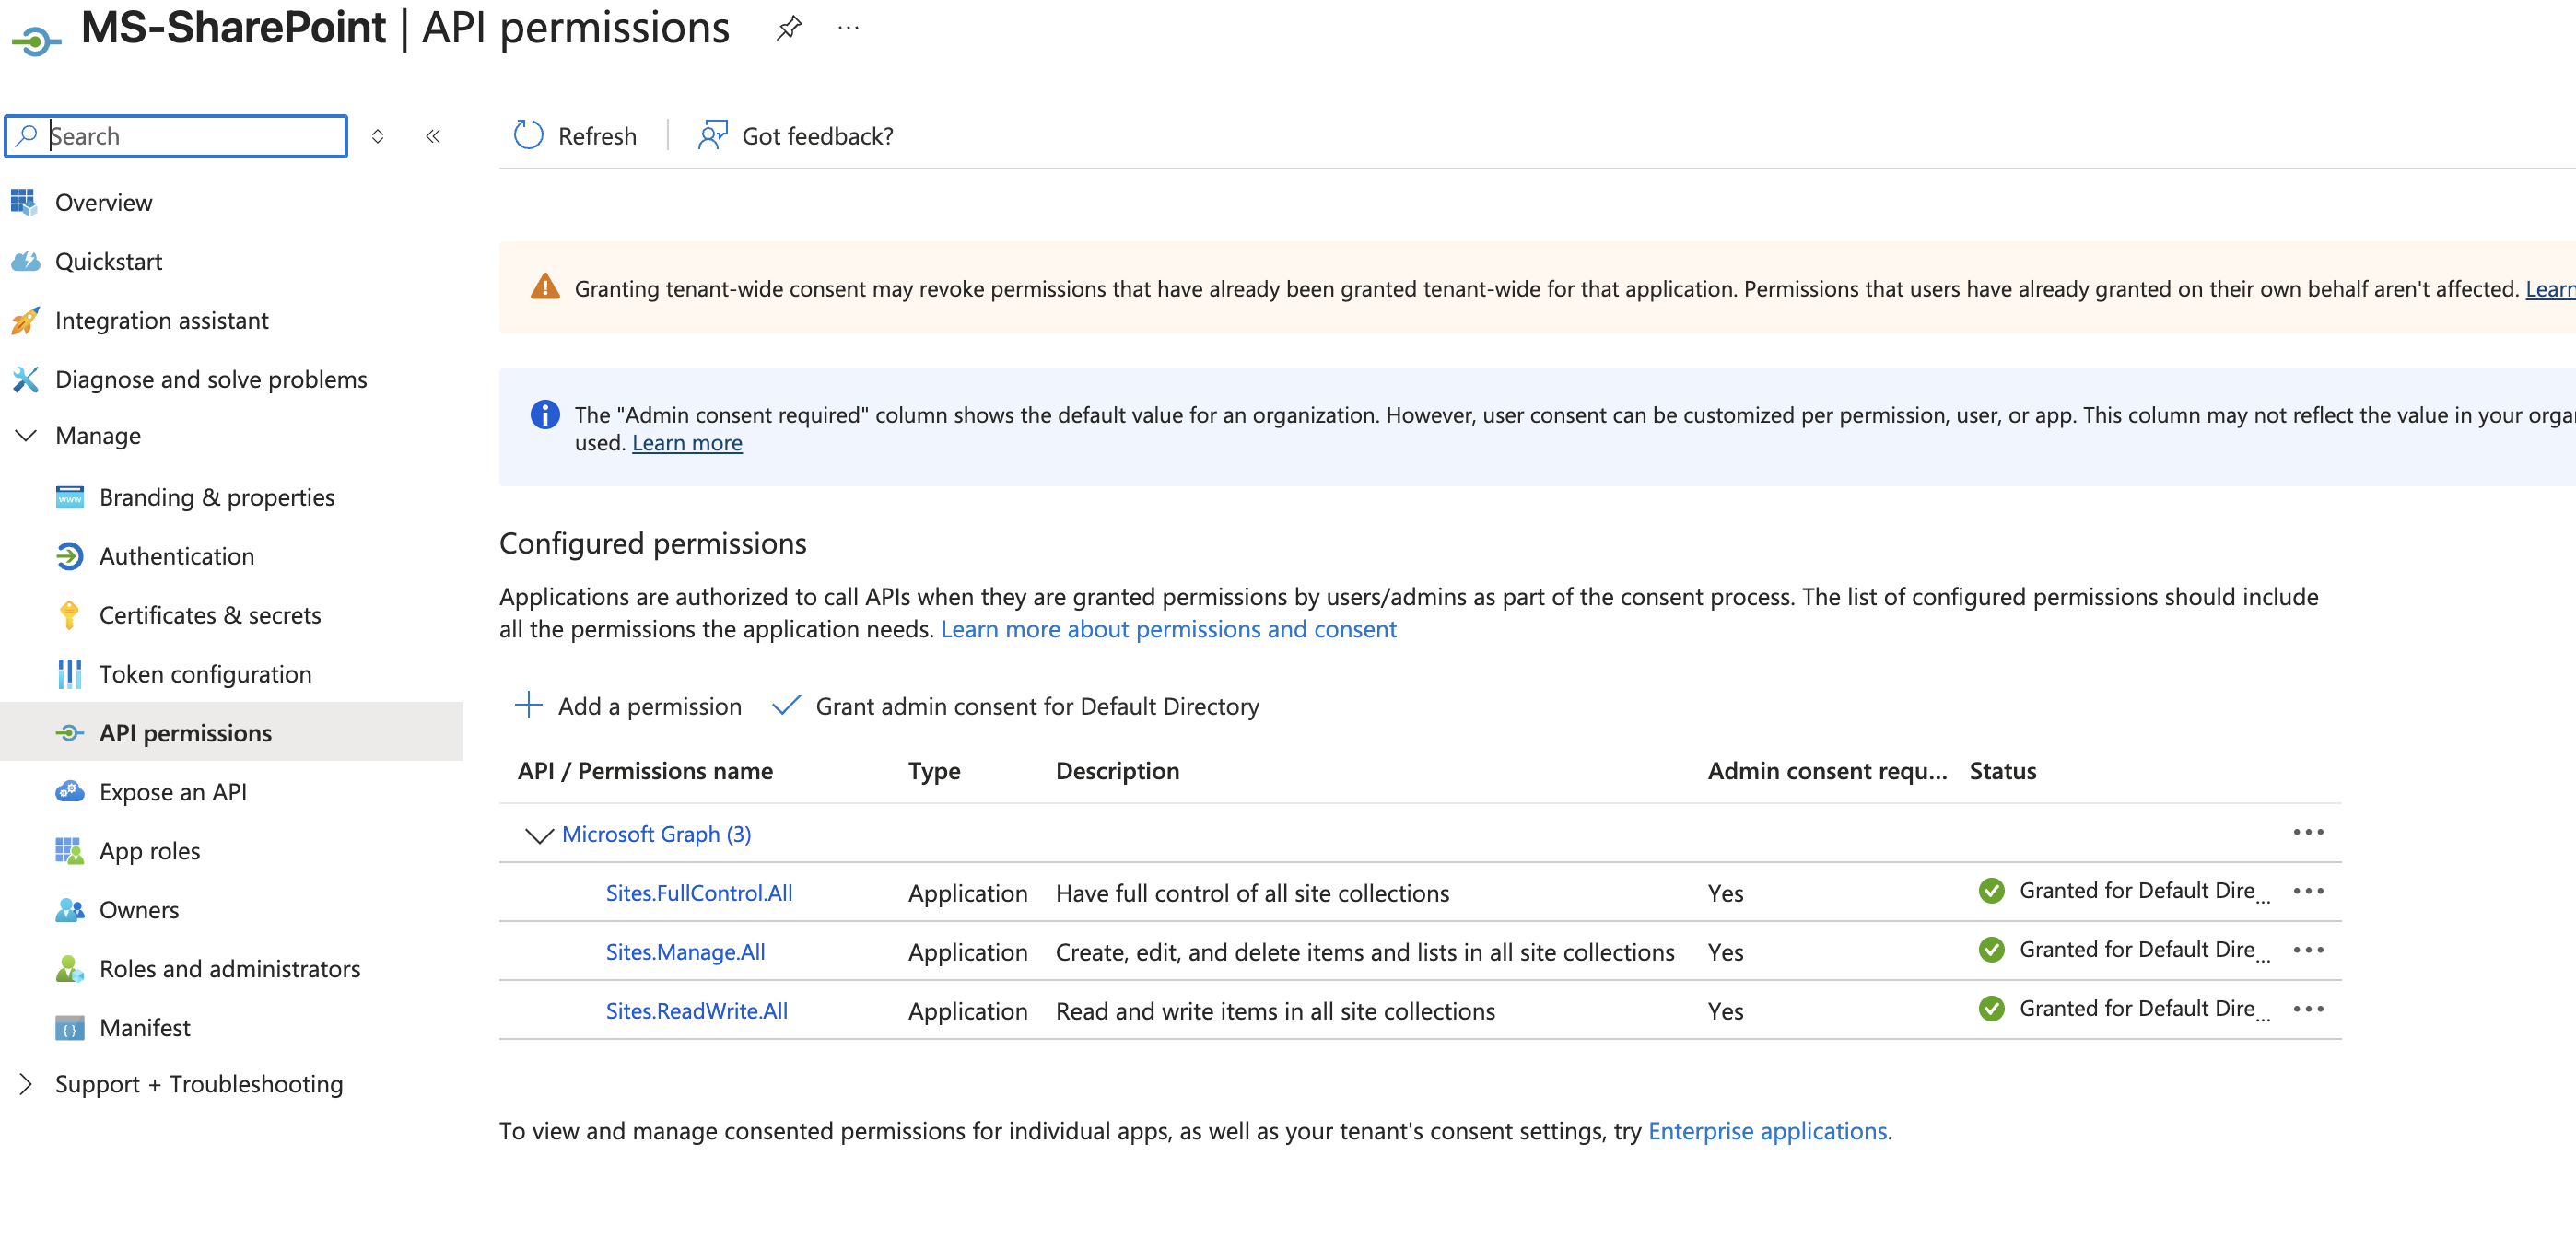 MS-SharePoint | API permissions
Search
Refresh
Got feedback?
Overview
Quickstart
Integration assistant
Diagnose and solve problems
Manage
Branding & properties
Authentication
Certificates & secrets
Token configuration
API permissions
Expose an API
App roles
Owners
Roles and administrators
Manifest
Support + Troubleshooting
Granting tenant-wide consent may revoke permissions that have already been granted tenant-wide for that application. Permissions that users have already granted on their own behalf aren't affected. Learn
The "Admin consent required" column shows the default value for an organization. However, user consent can be customized per permission, user, or app. This column may not reflect the value in your orga
used. Learn more
Configured permissions
Applications are authorized to call APIs when they are granted permissions by users/admins as part of the consent process. The list of configured permissions should include
all the permissions the application needs. Learn more about permissions and consent
Add a permission
Grant admin consent for Default Directory
API / Permissions name Type Description Admin consent requ... Status
Microsoft Graph (3)
Sites.FullControl.All Application Have full control of all site collections Yes Granted for Default Dire...
Sites.Manage.All Application Create, edit, and delete items and lists in all site collections Yes Granted for Default Dire...
Sites.ReadWrite.All Application Read and write items in all site collections Yes Granted for Default Dire...
To view and manage consented permissions for individual apps, as well as your tenant's consent settings, try Enterprise applications.